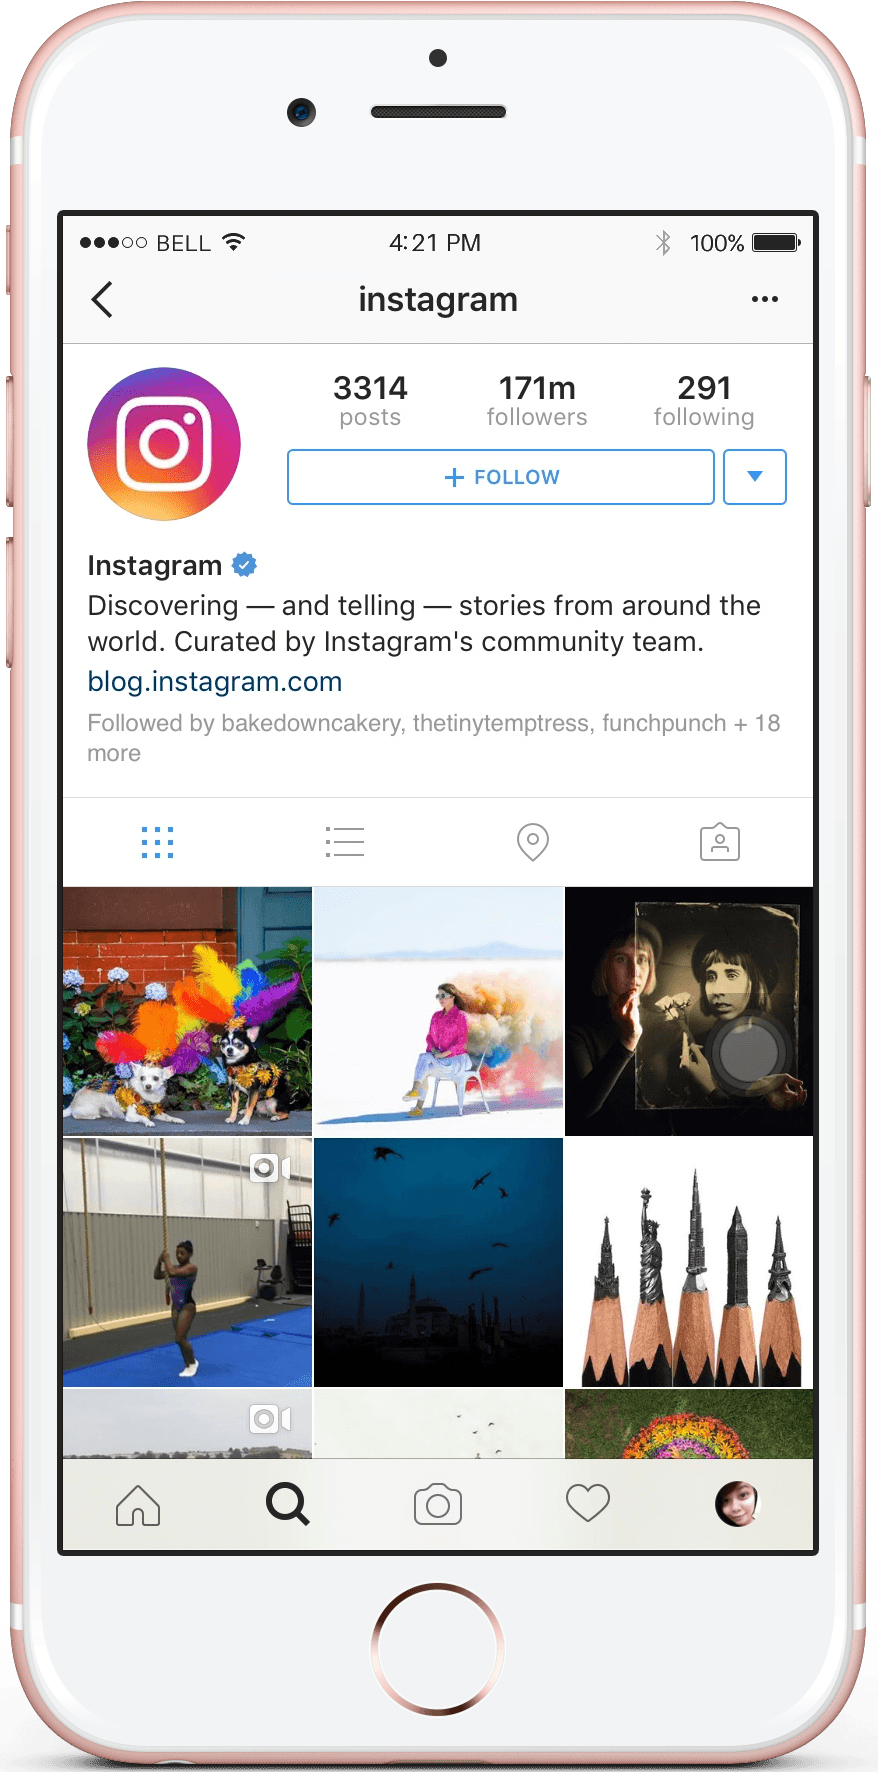 BELL 4:21 PM 100%
instagram
3314 171m 291
posts followers following
+ FOLLOW
Instagram
Discovering — and telling — stories from around the
world. Curated by Instagram's community team.
blog.instagram.com
Followed by bakedowncakery, thetinytemptress, funchpunch + 18
more